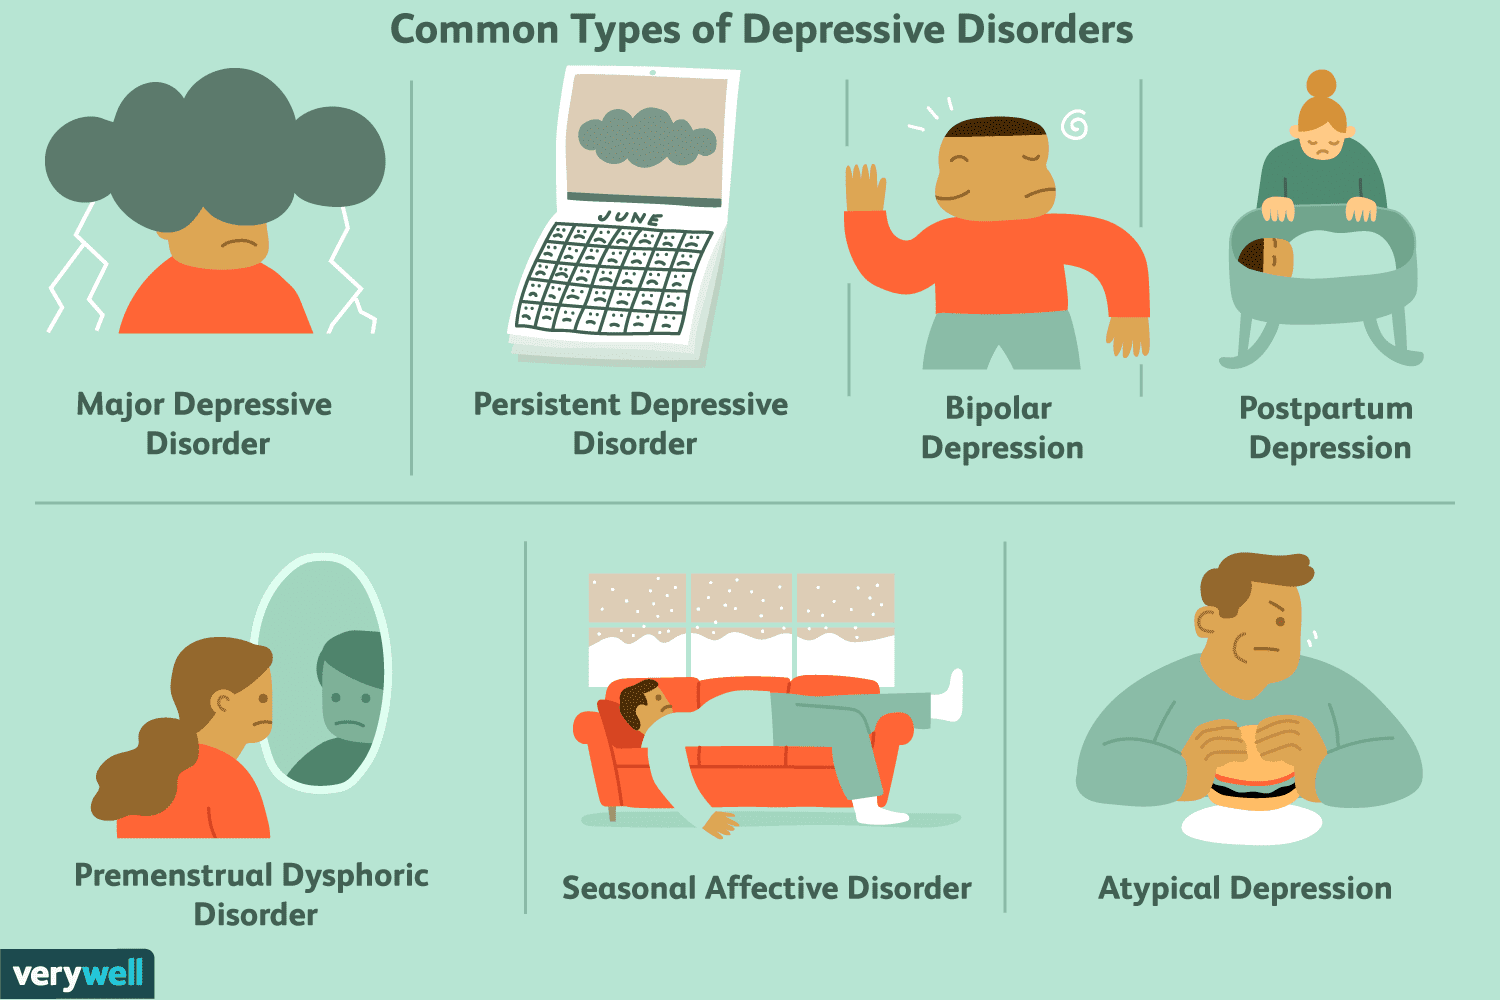 Common Types of Depressive Disorders
JUNE
Major Depressive
Disorder
Persistent Depressive
Disorder
Bipolar
Depression
Postpartum
Depression
Premenstrual Dysphoric
Disorder
Seasonal Affective Disorder
Atypical Depression
verywell